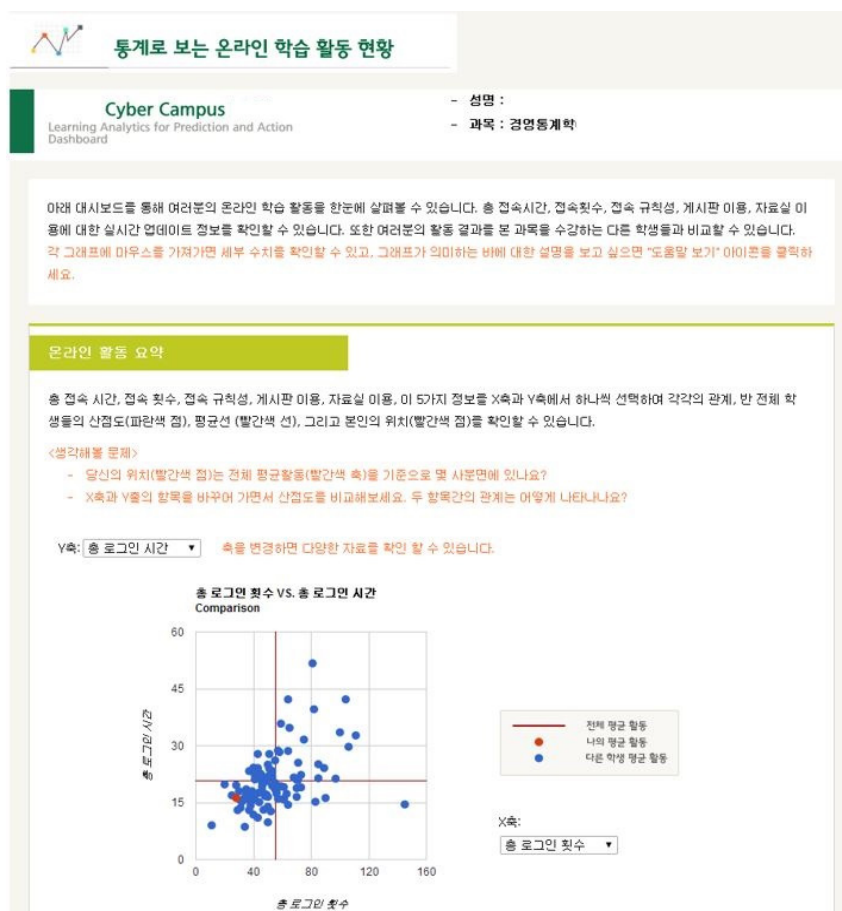 통계로 보는 온라인 학습 활동 현황
Cyber Campus
Learning Analytics for Prediction and Action
Dashboard
- 성명 :
- 과목 : 경영통계학
아래 대시보드를 통해 여러분의 온라인 학습 활동을 한눈에 살펴볼 수 있습니다. 총 접속시간, 접속횟수, 접속 규칙성, 게시판 이용, 자료실 이
용에 대한 실시간 업데이트 정보를 확인할 수 있습니다. 또한 여러분의 활동 결과를 본 과목을 수강하는 다른 학생들과 비교할 수 있습니다.
각 그래프에 마우스를 가져가면 세부 수치를 확인할 수 있고, 그래프가 의미하는 바에 대한 설명을 보고 싶으면 "도움말 보기" 아이콘을 클릭하
세요.
온라인 활동 요약
총 접속 시간, 접속 횟수, 접속 규칙성, 게시판 이용, 자료실 이용, 이 5가지 정보를 X축과 Y축에서 하나씩 선택하여 각각의 관계, 반 전체 학
생들의 산점도(파란색 점), 평균선 (빨간색 선), 그리고 본인의 위치(빨간색 점)를 확인할 수 있습니다.
<생각해볼 문제>
- 당신의 위치(빨간색 점)는 전체 평균활동(빨간색 축)을 기준으로 몇 사분면에 있나요?
- X축과 Y출의 항목을 바꾸어 가면서 산점도를 비교해보세요. 두 항목간의 관계는 어떻게 나타나나요?
Y축: 총 로그인 시간 ▼ 축을 변경하면 다양한 자료를 확인 할 수 있습니다.
총 로그인 횟수 VS. 총 로그인 시간
Comparison
60
45
30
15
0
총 로그인 시간
0 40 80 120 160
총 로그인 횟수
전체 평균 활동
나의 평균 활동
다른 학생 평균 활동
X축:
총 로그인 횟수 ▼